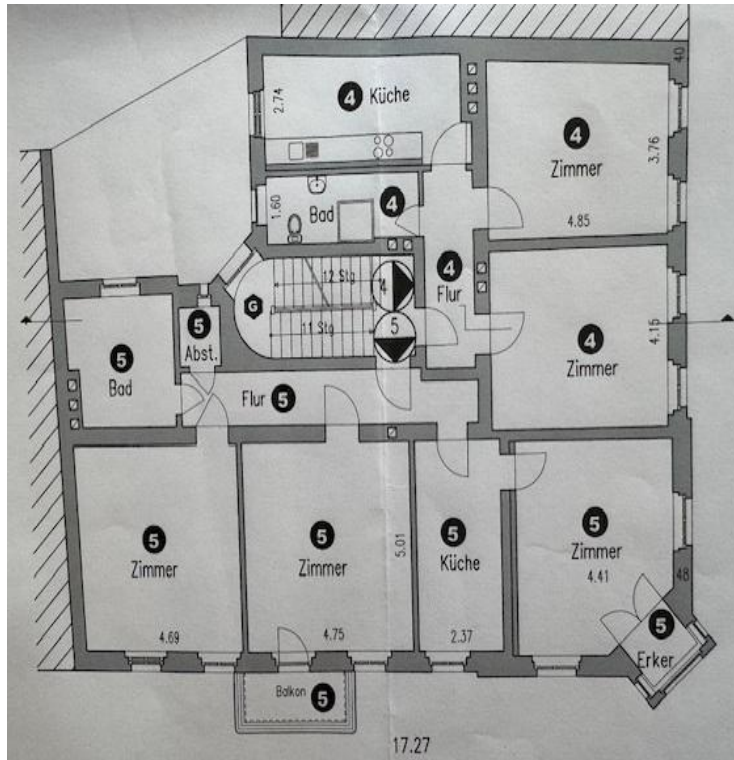 40
2.74
4 Küche
4
Zimmer
3.76
4.85
1.60
Bad
4
4
Flur
12 Stg
4
G
11 Stg
5
5
Abst.
5
Bad
Flur 5
4
Zimmer
4.15
5
Zimmer
4.69
5
Zimmer
4.75
5.01
5
Küche
2.37
5
Zimmer
4.41
48
5
Erker
Balkon 5
17.27